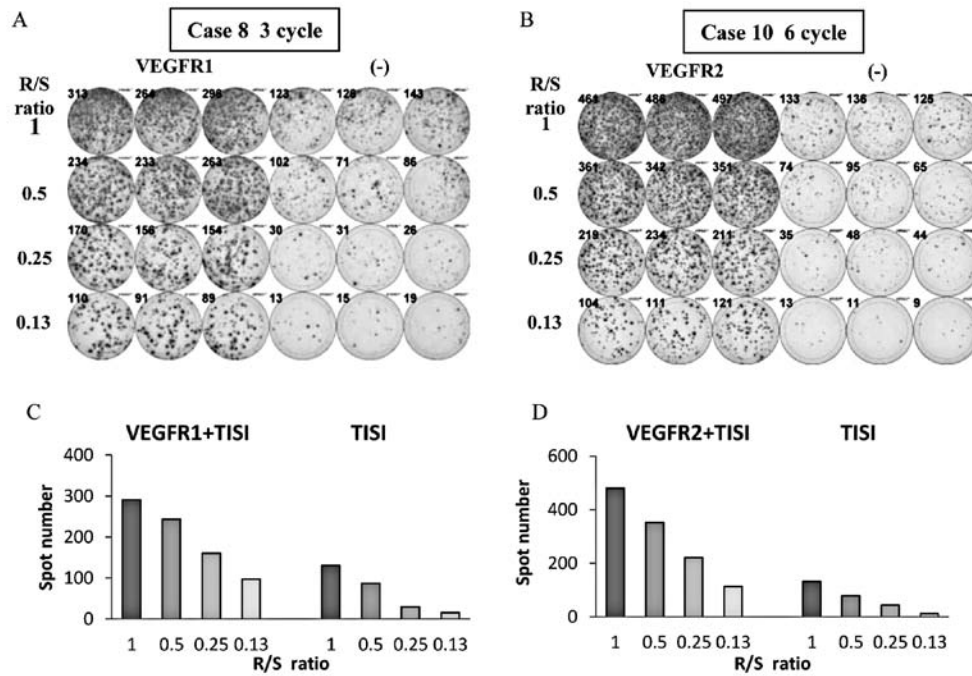 A
Case 8 3 cycle
VEGFR1 (-)
R/S
ratio
1
313 264 298 123 128 143
0.5
234 233 263 102 71 86
0.25
170 156 154 30 31 26
0.13
110 91 89 13 15 19
B
Case 10 6 cycle
VEGFR2 (-)
R/S
ratio
1
461 486 497 133 136 125
0.5
361 342 351 74 95 65
0.25
219 234 211 35 48 44
0.13
104 111 121 13 11 9
C
VEGFR1+TISI TISI
Spot number
400
300
200
100
0
1 0.5 0.25 0.13 1 0.5 0.25 0.13
R/S ratio
D
VEGFR2+TISI TISI
Spot number
600
400
200
0
1 0.5 0.25 0.13 1 0.5 0.25 0.13
R/S ratio